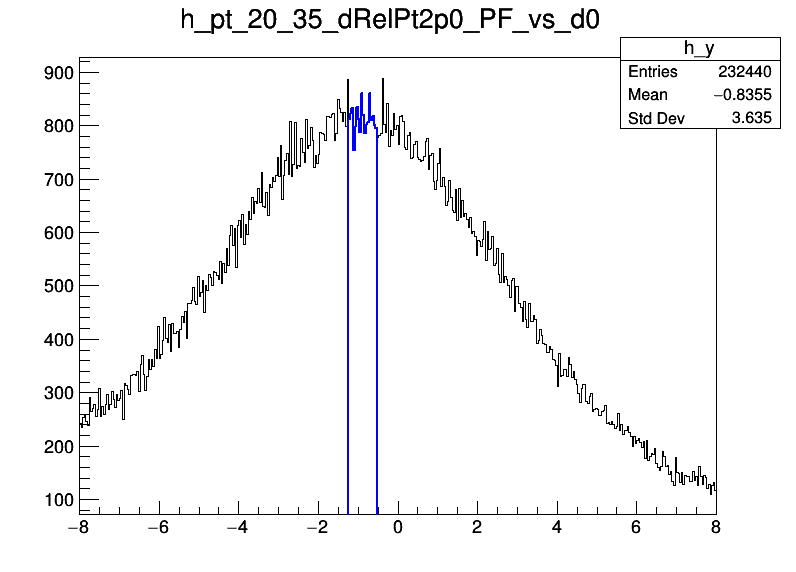 h_pt_20_35_dRelPt2p0_PF_vs_d0
h_y
Entries 232440
Mean −0.8355
Std Dev 3.635
900
800
700
600
500
400
300
200
100
−8 −6 −4 −2 0 2 4 6 8